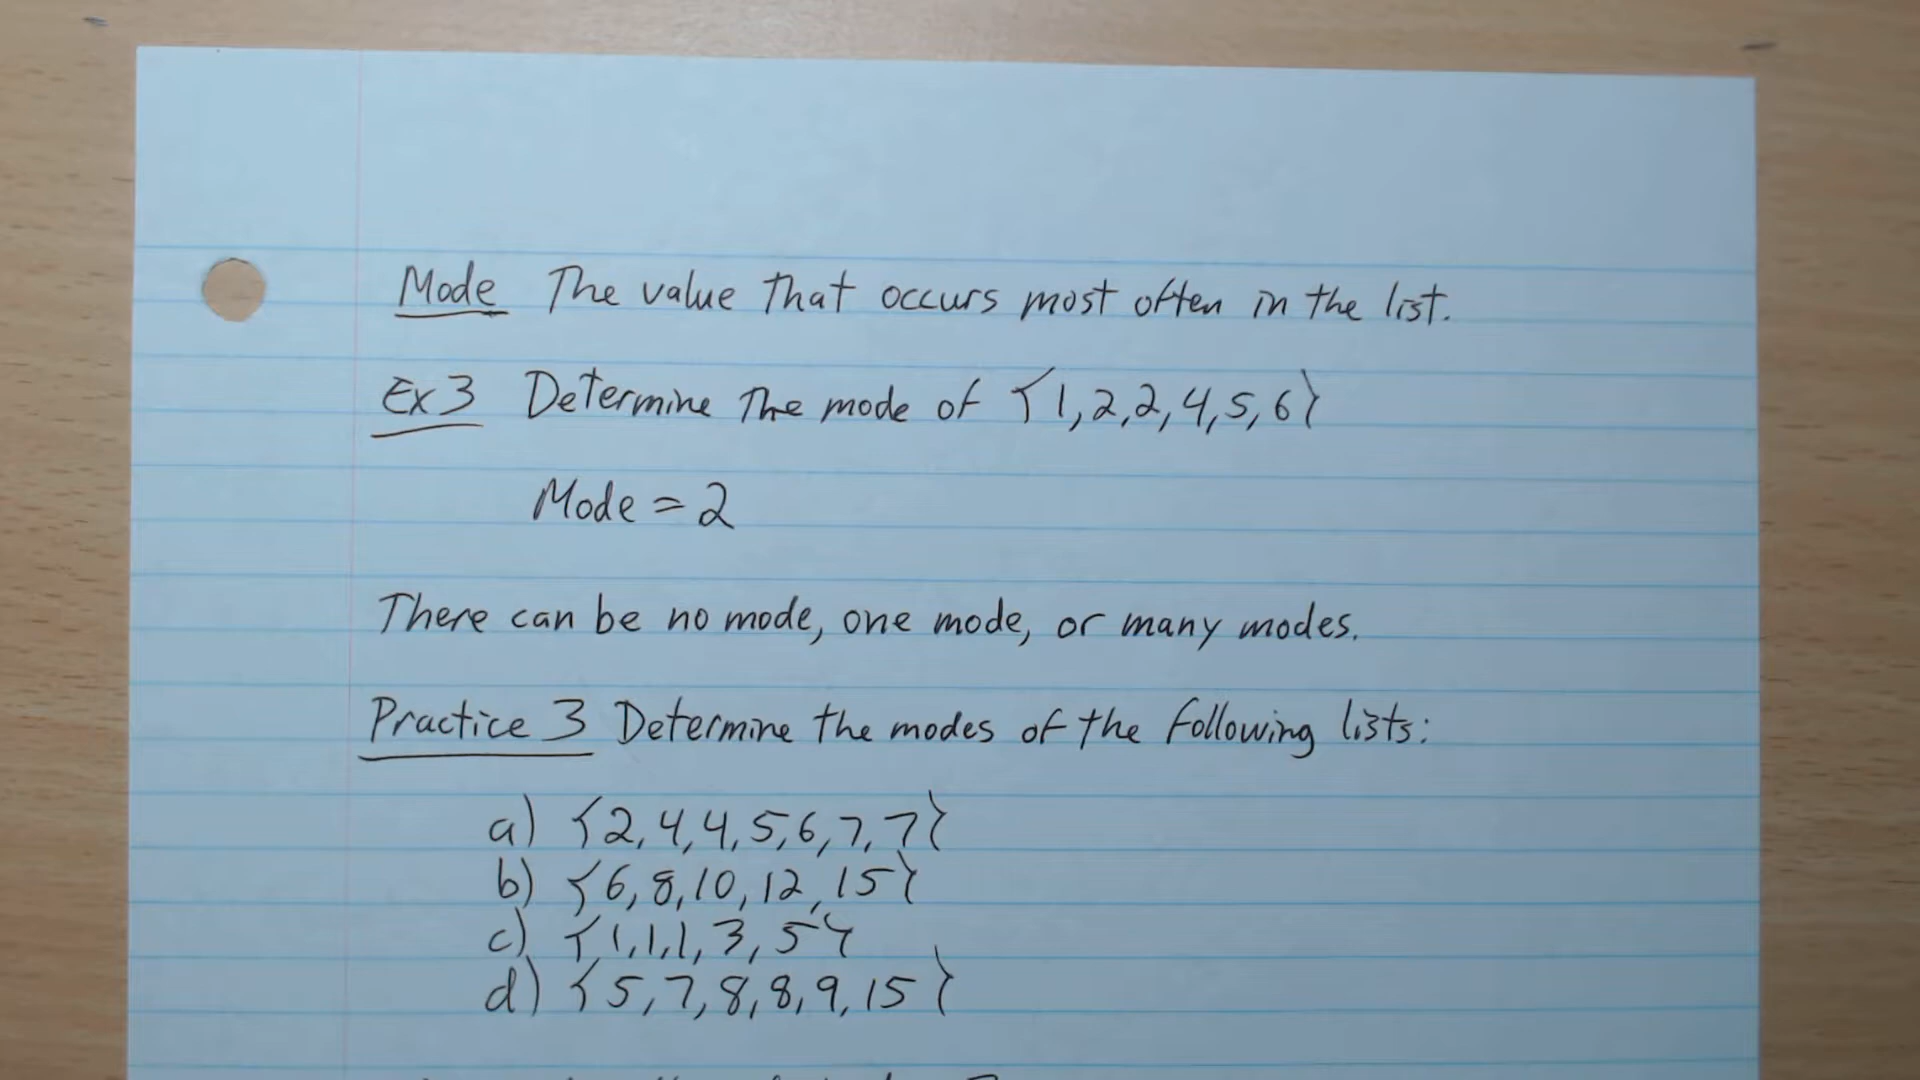 Mode The value that occurs most often in the list.
Ex 3 Determine the mode of {1,2,2,4,5,6}
Mode = 2
There can be no mode, one mode, or many modes.
Practice 3 Determine the modes of the following lists:
a) {2,4,4,5,6,7,7}
b) {6,8,10,12,15}
c) {1,1,1,3,5}
d) {5,7,8,8,9,15}